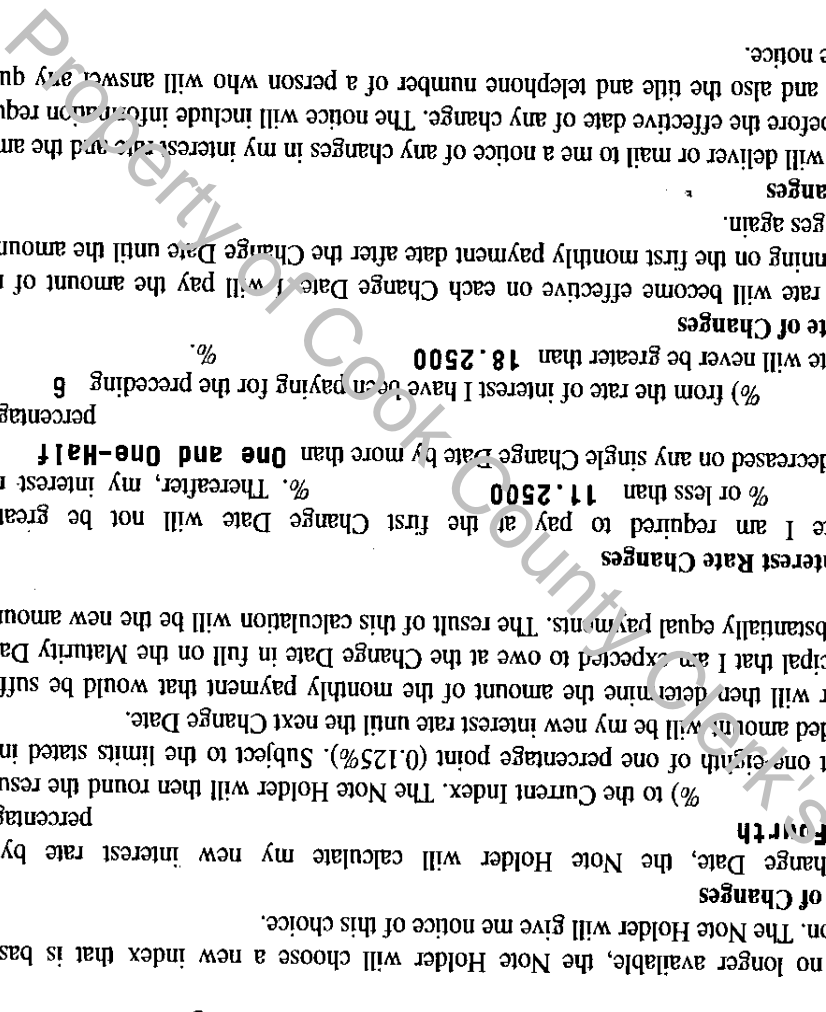 no longer available, the Note Holder will choose a new index that is bas
on. The Note Holder will give me notice of this choice.
of Changes
hange Date, the Note Holder will calculate my new interest rate by
Fourth percentag
%) to the Current Index. The Note Holder will then round the resu
t one-eighth of one percentage point (0.125%). Subject to the limits stated in
ded amount will be my new interest rate until the next Change Date.
r will then determine the amount of the monthly payment that would be suffi
cipal that I am expected to owe at the Change Date in full on the Maturity Da
bstantially equal payments. The result of this calculation will be the new amoun
terest Rate Changes
e I am required to pay at the first Change Date will not be great
% or less than 11.2500 %. Thereafter, my interest r
decreased on any single Change Date by more than One and One-Half
percentag
%) from the rate of interest I have been paying for the preceding 6
te will never be greater than 18.2500 %.
te of Changes
rate will become effective on each Change Date. I will pay the amount of
nning on the first monthly payment date after the Change Date until the amoun
ges again.
anges
will deliver or mail to me a notice of any changes in my interest rate and the am
before the effective date of any change. The notice will include information requ
and also the title and telephone number of a person who will answer any qu
e notice.
Property of Cook County Clerk's